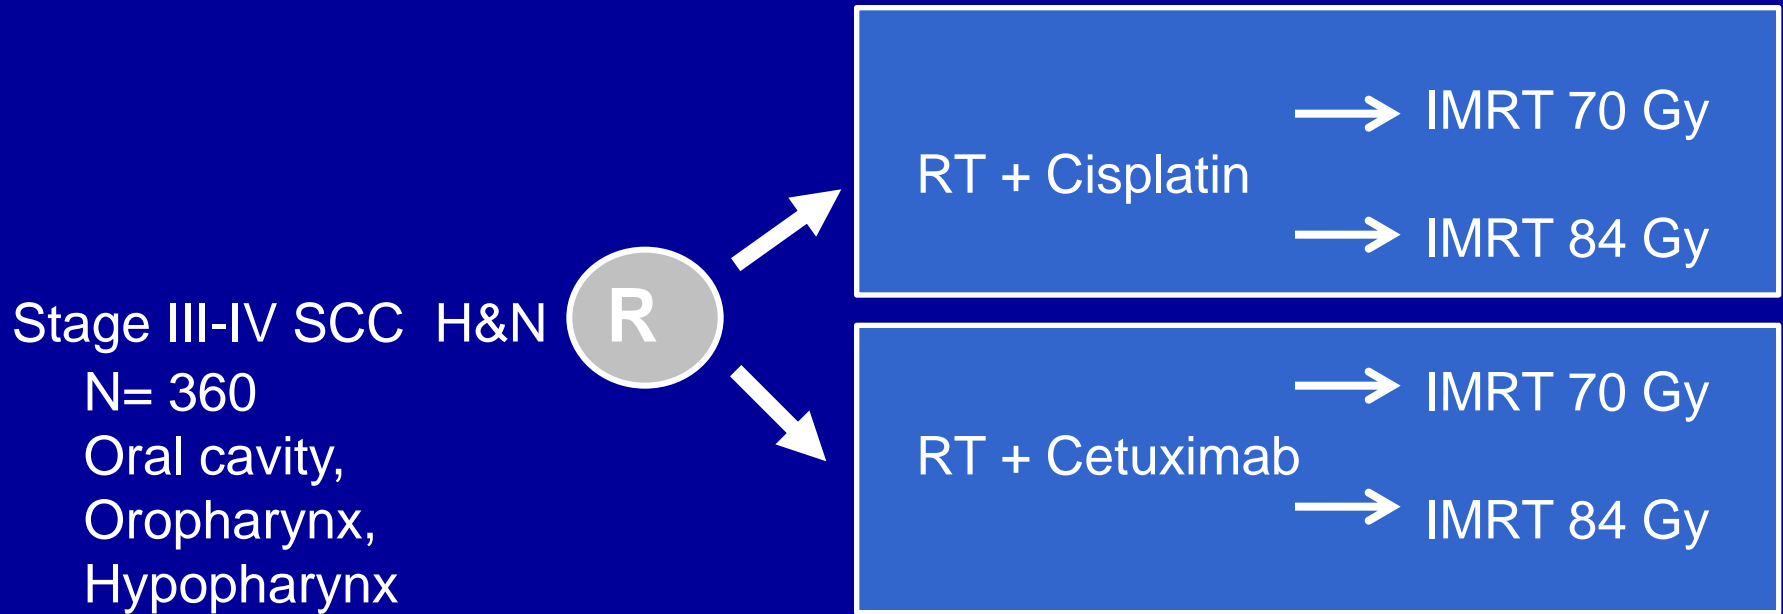 Stage III-IV SCC  H&N
N= 360
Oral cavity,
Oropharynx,
Hypopharynx
R
RT + Cisplatin
IMRT 70 Gy
IMRT 84 Gy
RT + Cetuximab
IMRT 70 Gy
IMRT 84 Gy